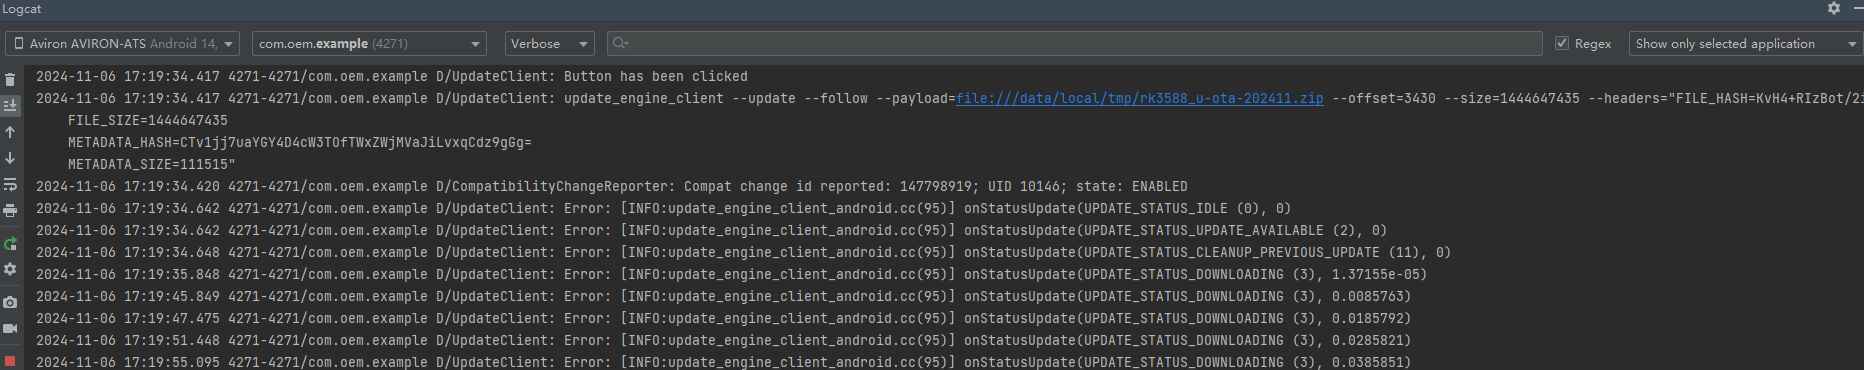 Logcat
Aviron AVIRON-ATS Android 14,
com.oem.example (4271)
Verbose
Regex
Show only selected application
2024-11-06 17:19:34.417 4271-4271/com.oem.example D/UpdateClient: Button has been clicked
2024-11-06 17:19:34.417 4271-4271/com.oem.example D/UpdateClient: update_engine_client --update --follow --payload=file:///data/local/tmp/rk3588_u-ota-202411.zip --offset=3430 --size=1444647435 --headers="FILE_HASH=KvH4+RIzBot/2i
FILE_SIZE=1444647435
METADATA_HASH=CTv1jj7uaYGY4D4cW3TOfTWxZWjMVaJiLvxqCdz9gGg=
METADATA_SIZE=111515"
2024-11-06 17:19:34.420 4271-4271/com.oem.example D/CompatibilityChangeReporter: Compat change id reported: 147798919; UID 10146; state: ENABLED
2024-11-06 17:19:34.642 4271-4271/com.oem.example D/UpdateClient: Error: [INFO:update_engine_client_android.cc(95)] onStatusUpdate(UPDATE_STATUS_IDLE (0), 0)
2024-11-06 17:19:34.642 4271-4271/com.oem.example D/UpdateClient: Error: [INFO:update_engine_client_android.cc(95)] onStatusUpdate(UPDATE_STATUS_UPDATE_AVAILABLE (2), 0)
2024-11-06 17:19:34.648 4271-4271/com.oem.example D/UpdateClient: Error: [INFO:update_engine_client_android.cc(95)] onStatusUpdate(UPDATE_STATUS_CLEANUP_PREVIOUS_UPDATE (11), 0)
2024-11-06 17:19:35.848 4271-4271/com.oem.example D/UpdateClient: Error: [INFO:update_engine_client_android.cc(95)] onStatusUpdate(UPDATE_STATUS_DOWNLOADING (3), 1.37155e-05)
2024-11-06 17:19:45.849 4271-4271/com.oem.example D/UpdateClient: Error: [INFO:update_engine_client_android.cc(95)] onStatusUpdate(UPDATE_STATUS_DOWNLOADING (3), 0.0085763)
2024-11-06 17:19:47.475 4271-4271/com.oem.example D/UpdateClient: Error: [INFO:update_engine_client_android.cc(95)] onStatusUpdate(UPDATE_STATUS_DOWNLOADING (3), 0.0185792)
2024-11-06 17:19:51.448 4271-4271/com.oem.example D/UpdateClient: Error: [INFO:update_engine_client_android.cc(95)] onStatusUpdate(UPDATE_STATUS_DOWNLOADING (3), 0.0285821)
2024-11-06 17:19:55.095 4271-4271/com.oem.example D/UpdateClient: Error: [INFO:update_engine_client_android.cc(95)] onStatusUpdate(UPDATE_STATUS_DOWNLOADING (3), 0.0385851)